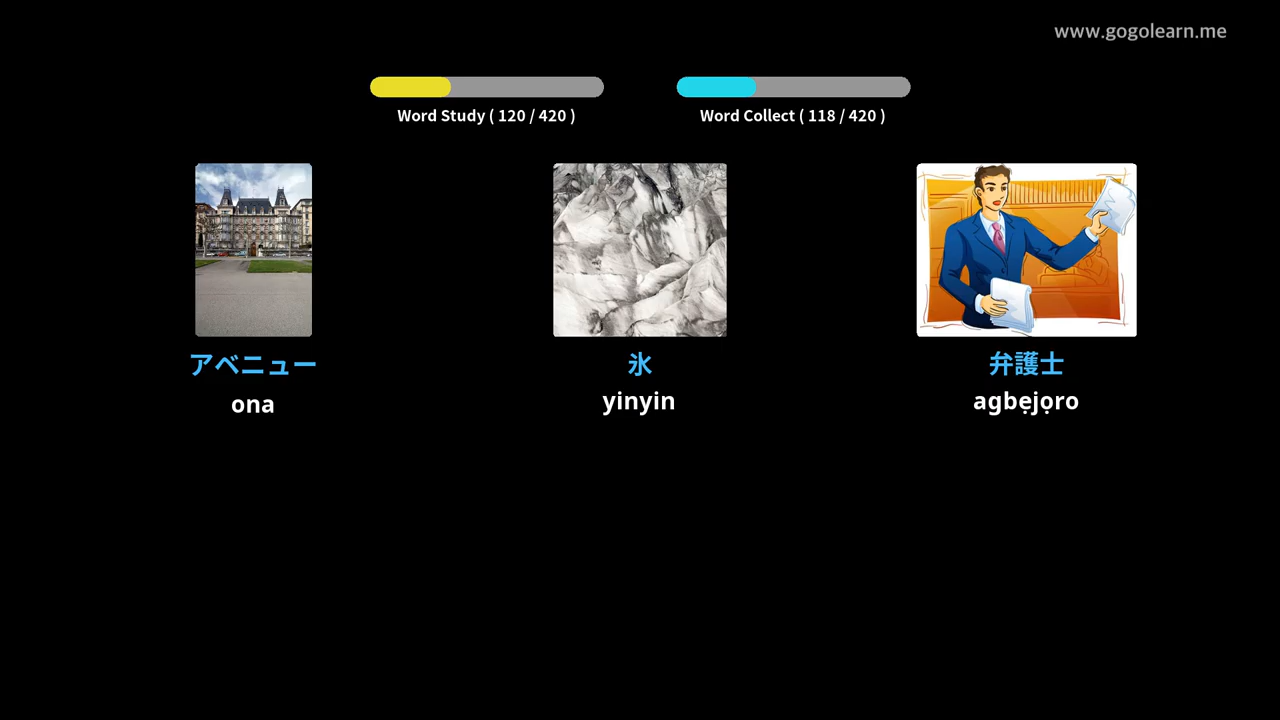 www.gogolearn.me
Word Study ( 120 / 420 )
Word Collect ( 118 / 420 )
アベニュー
ona
氷
yinyin
弁護士
agbẹjọro